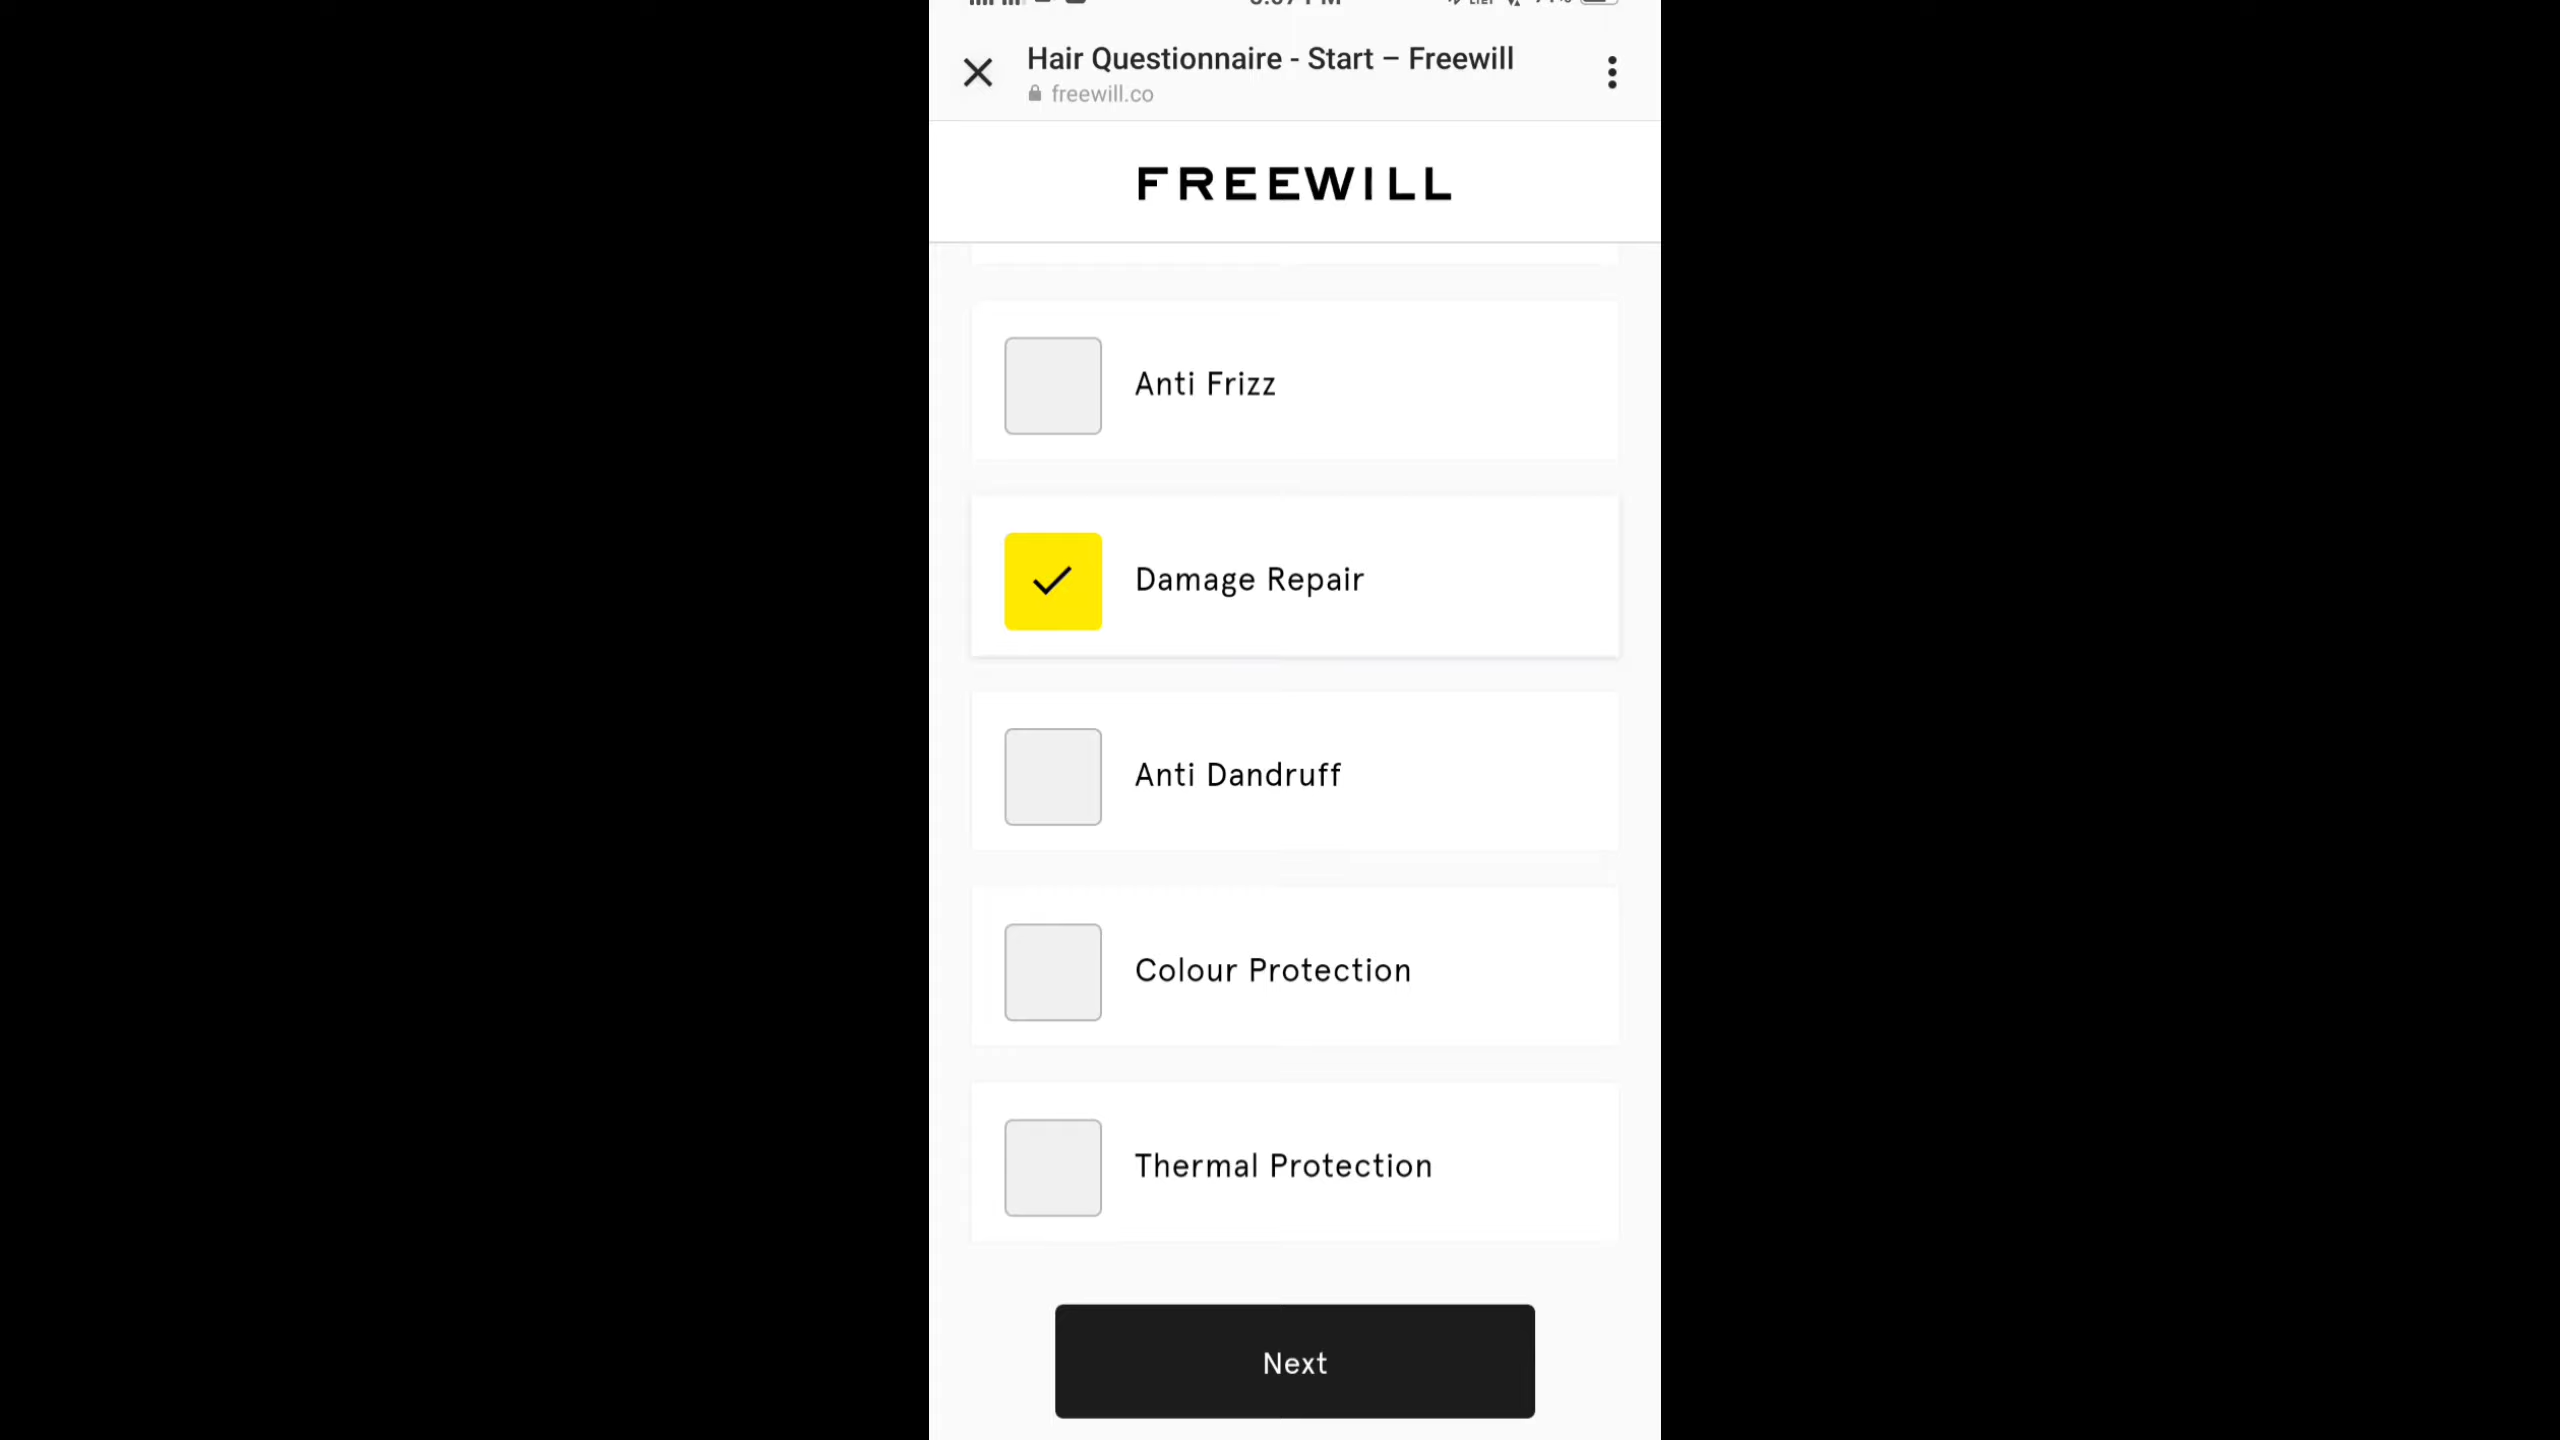 Hair Questionnaire - Start – Freewill
freewill.co
FREEWILL
Anti Frizz
Damage Repair
Anti Dandruff
Colour Protection
Thermal Protection
Next